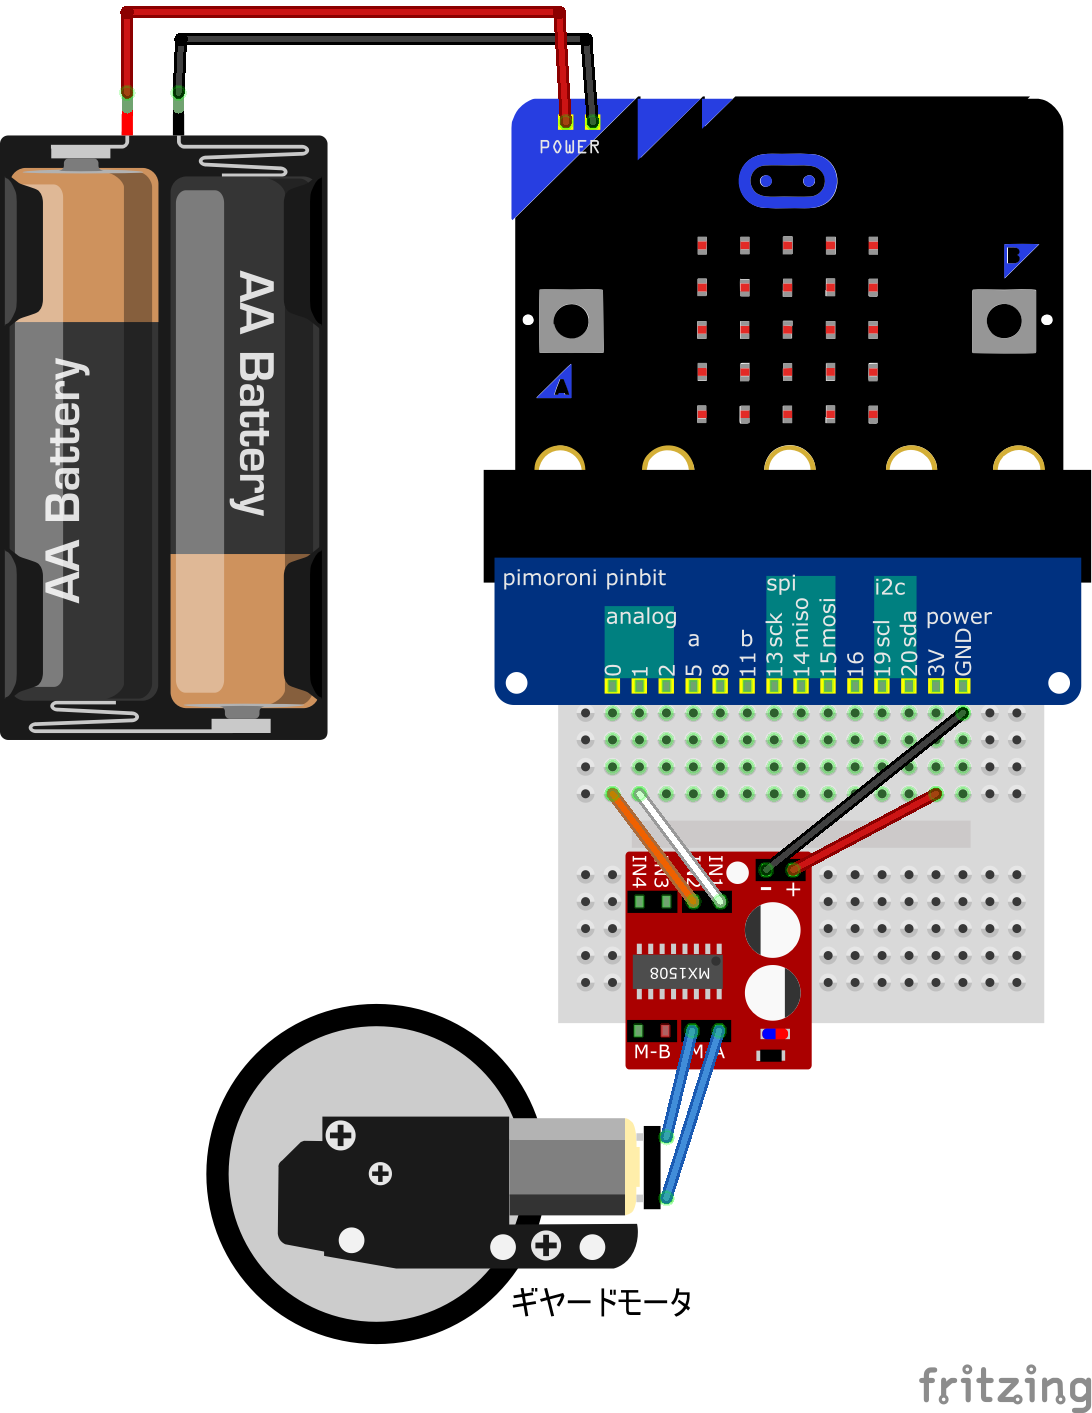 POWER
B
A
AA Battery
AA Battery
pimoroni pinbit
spi
i2c
analog
power
a
b
0
1
2
5
8
11
13 sck
14 miso
15 mosi
16
19 scl
20 sda
3V
GND
IN4
IN3
IN2
IN1
-
+
MX1508
M-B
M-A
ギヤードモータ
fritzing